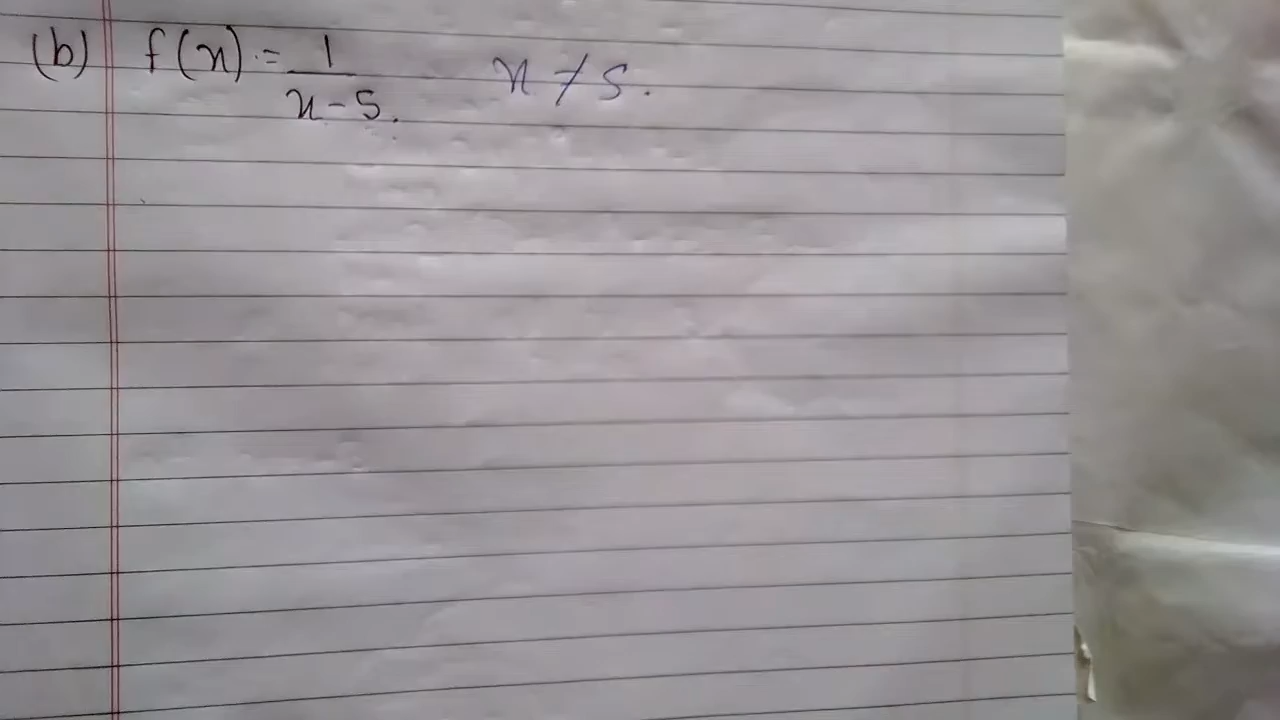 (b) f(x) = 1/(x-5). x ≠ 5.